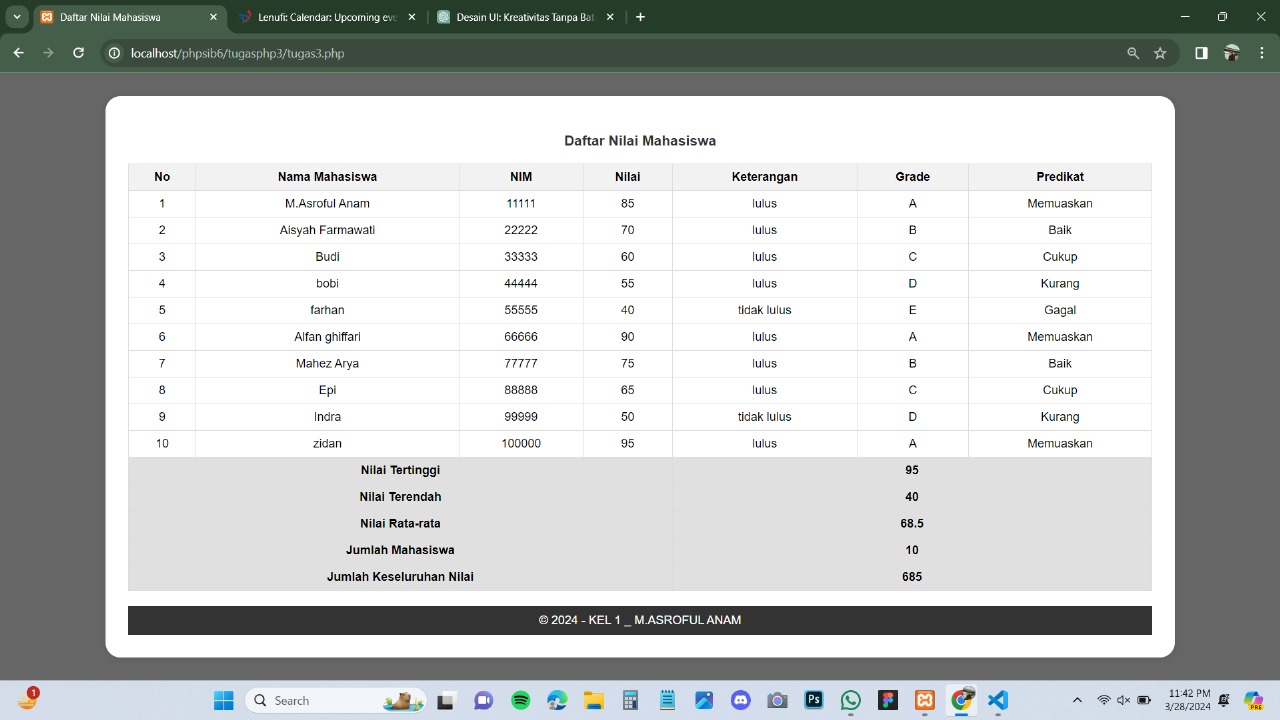 Daftar Nilai Mahasiswa
Lenufi: Calendar: Upcoming eve
Desain UI: Kreativitas Tanpa Bat
localhost/phpsib6/tugasphp3/tugas3.php
Daftar Nilai Mahasiswa
No Nama Mahasiswa NIM Nilai Keterangan Grade Predikat
1 M.Asroful Anam 11111 85 lulus A Memuaskan
2 Aisyah Farmawati 22222 70 lulus B Baik
3 Budi 33333 60 lulus C Cukup
4 bobi 44444 55 lulus D Kurang
5 farhan 55555 40 tidak lulus E Gagal
6 Alfan ghiffari 66666 90 lulus A Memuaskan
7 Mahez Arya 77777 75 lulus B Baik
8 Epi 88888 65 lulus C Cukup
9 Indra 99999 50 tidak lulus D Kurang
10 zidan 100000 95 lulus A Memuaskan
Nilai Tertinggi 95
Nilai Terendah 40
Nilai Rata-rata 68.5
Jumlah Mahasiswa 10
Jumlah Keseluruhan Nilai 685
© 2024 - KEL 1 _ M.ASROFUL ANAM
1
Search
Ps
11:42 PM
3/28/2024
PRE